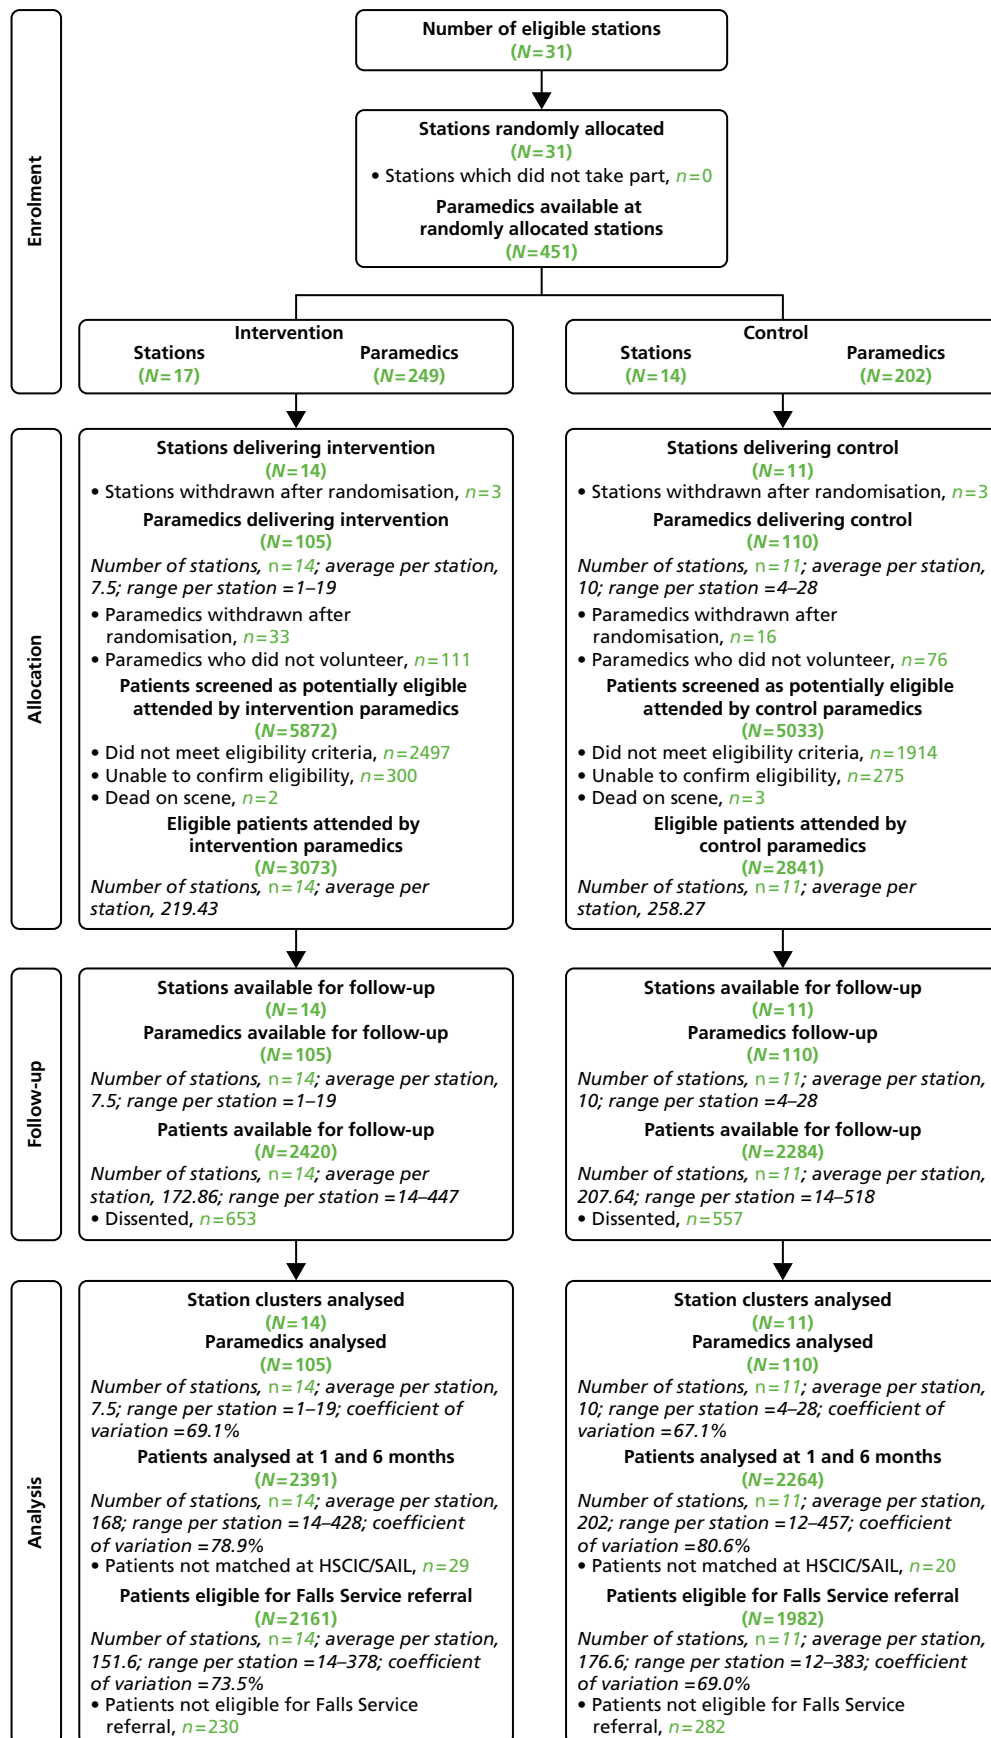 Enrolment
Number of eligible stations
(N=31)
Stations randomly allocated
(N=31)
• Stations which did not take part, n=0
Paramedics available at
randomly allocated stations
(N=451)
Intervention
Stations
(N=17)
Paramedics
(N=249)
Control
Stations
(N=14)
Paramedics
(N=202)
Allocation
Stations delivering intervention
(N=14)
• Stations withdrawn after randomisation, n=3
Paramedics delivering intervention
(N=105)
Number of stations, n=14; average per station,
7.5; range per station =1–19
• Paramedics withdrawn after
randomisation, n=33
• Paramedics who did not volunteer, n=111
Patients screened as potentially eligible
attended by intervention paramedics
(N=5872)
• Did not meet eligibility criteria, n=2497
• Unable to confirm eligibility, n=300
• Dead on scene, n=2
Eligible patients attended by
intervention paramedics
(N=3073)
Number of stations, n=14; average per
station, 219.43
Stations delivering control
(N=11)
• Stations withdrawn after randomisation, n=3
Paramedics delivering control
(N=110)
Number of stations, n=11; average per station,
10; range per station =4–28
• Paramedics withdrawn after
randomisation, n=16
• Paramedics who did not volunteer, n=76
Patients screened as potentially eligible
attended by control paramedics
(N=5033)
• Did not meet eligibility criteria, n=1914
• Unable to confirm eligibility, n=275
• Dead on scene, n=3
Eligible patients attended by
control paramedics
(N=2841)
Number of stations, n=11; average per
station, 258.27
Follow-up
Stations available for follow-up
(N=14)
Paramedics available for follow-up
(N=105)
Number of stations, n=14; average per station,
7.5; range per station =1–19
Patients available for follow-up
(N=2420)
Number of stations, n=14; average per
station, 172.86; range per station =14–447
• Dissented, n=653
Stations available for follow-up
(N=11)
Paramedics follow-up
(N=110)
Number of stations, n=11; average per station,
10; range per station =4–28
Patients available for follow-up
(N=2284)
Number of stations, n=11; average per station,
207.64; range per station =14–518
• Dissented, n=557
Analysis
Station clusters analysed
(N=14)
Paramedics analysed
(N=105)
Number of stations, n=14; average per station,
7.5; range per station =1–19; coefficient of
variation =69.1%
Patients analysed at 1 and 6 months
(N=2391)
Number of stations, n=14; average per station,
168; range per station =14–428; coefficient
of variation =78.9%
• Patients not matched at HSCIC/SAIL, n=29
Patients eligible for Falls Service referral
(N=2161)
Number of stations, n=14; average per station,
151.6; range per station =14–378; coefficient
of variation =73.5%
• Patients not eligible for Falls Service
referral, n=230
Station clusters analysed
(N=11)
Paramedics analysed
(N=110)
Number of stations, n=11; average per station,
10; range per station =4–28; coefficient of
variation =67.1%
Patients analysed at 1 and 6 months
(N=2264)
Number of stations, n=11; average per station,
202; range per station =12–457; coefficient
of variation =80.6%
• Patients not matched at HSCIC/SAIL, n=20
Patients eligible for Falls Service referral
(N=1982)
Number of stations, n=11; average per station,
176.6; range per station =12–383; coefficient
of variation =69.0%
• Patients not eligible for Falls Service
referral, n=282